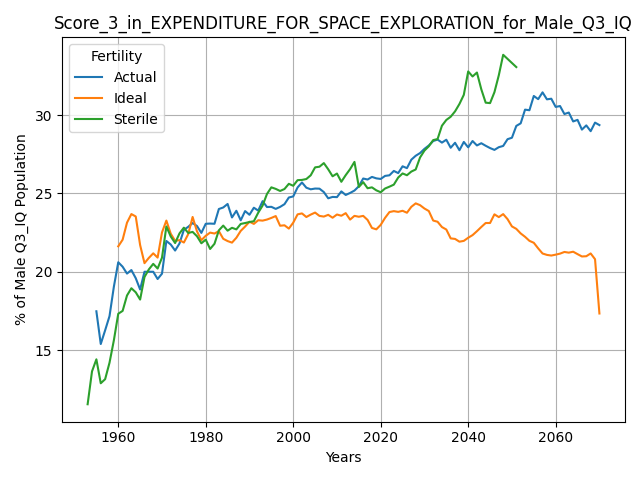 Score_3_in_EXPENDITURE_FOR_SPACE_EXPLORATION_for_Male_Q3_IQ
Fertility
Actual
Ideal
Sterile
% of Male Q3_IQ Population
30
25
20
15
1960 1980 2000 2020 2040 2060
Years